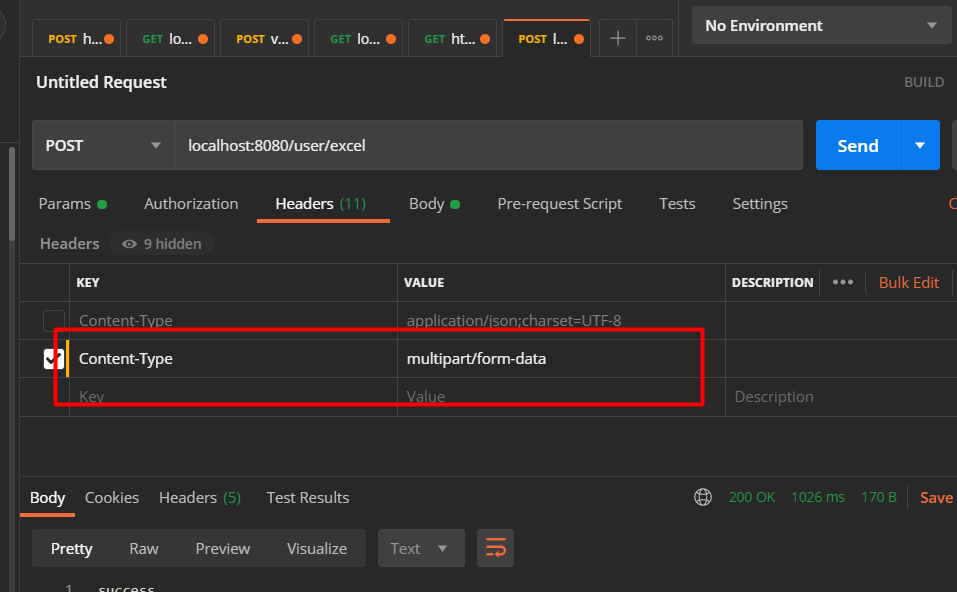 POST h... GET lo... POST v... GET lo... GET ht... POST l... No Environment
Untitled Request BUILD
POST localhost:8080/user/excel Send
Params Authorization Headers (11) Body Pre-request Script Tests Settings
Headers 9 hidden
KEY VALUE DESCRIPTION Bulk Edit
Content-Type application/json;charset=UTF-8
Content-Type multipart/form-data
Key Value Description
Body Cookies Headers (5) Test Results 200 OK 1026 ms 170 B Save
Pretty Raw Preview Visualize Text
1 success